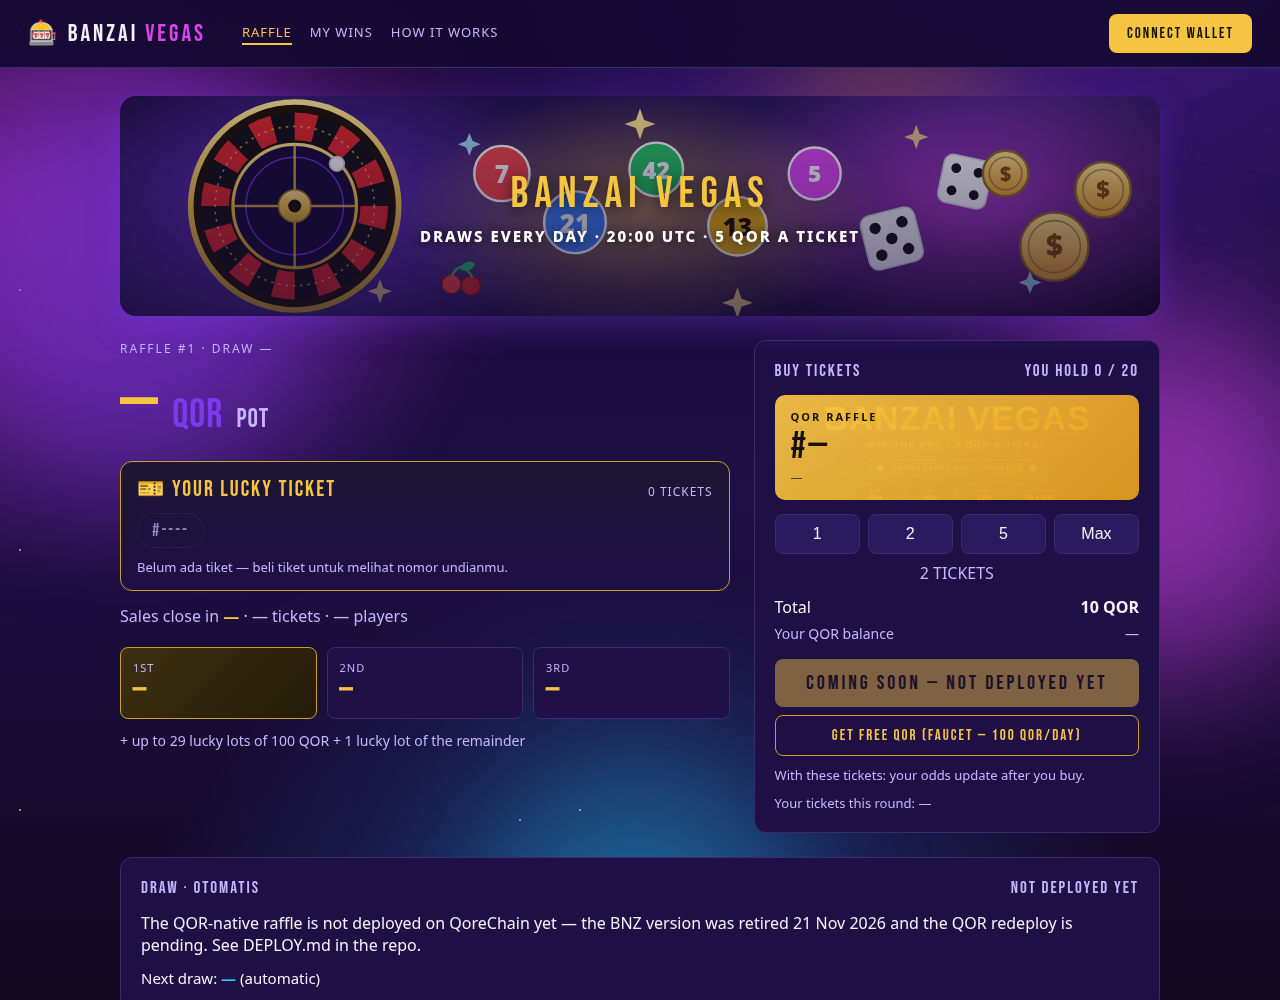 🎰 BANZAI VEGAS
RAFFLE
MY WINS
HOW IT WORKS
CONNECT WALLET
7
42
5
21
13
$
$
$
BANZAI VEGAS
DRAWS EVERY DAY · 20:00 UTC · 5 QOR A TICKET
RAFFLE #1 · DRAW —
— QOR POT
🎫 YOUR LUCKY TICKET
0 TICKETS
#----
Belum ada tiket — beli tiket untuk melihat nomor undianmu.
Sales close in — · — tickets · — players
1ST
—
2ND
—
3RD
—
+ up to 29 lucky lots of 100 QOR + 1 lucky lot of the remainder
BUY TICKETS
YOU HOLD 0 / 20
BANZAI VEGAS
QOR RAFFLE
#—
—
1
2
5
Max
2 TICKETS
Total
10 QOR
Your QOR balance
—
COMING SOON — NOT DEPLOYED YET
GET FREE QOR (FAUCET — 100 QOR/DAY)
With these tickets: your odds update after you buy.
Your tickets this round: —
DRAW · OTOMATIS
NOT DEPLOYED YET
The QOR-native raffle is not deployed on QoreChain yet — the BNZ version was retired 21 Nov 2026 and the QOR redeploy is
pending. See DEPLOY.md in the repo.
Next draw: — (automatic)